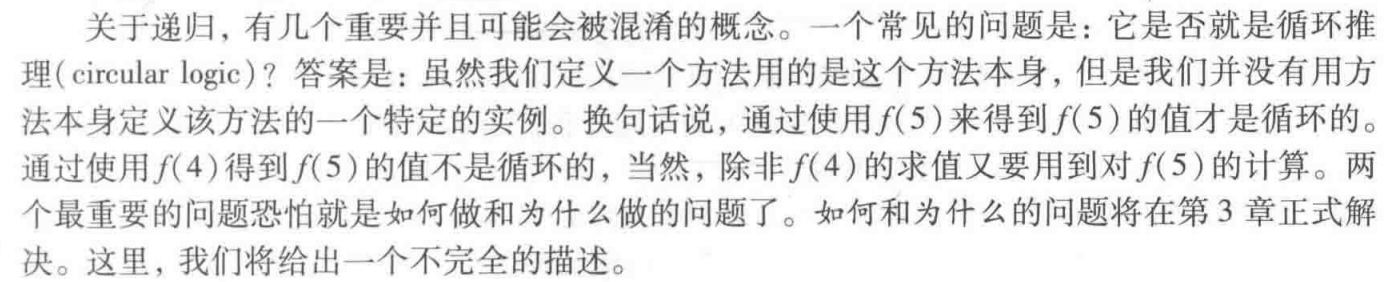 关于递归，有几个重要并且可能会被混淆的概念。一个常见的问题是：它是否就是循环推
理(circular logic)？答案是：虽然我们定义一个方法用的是这个方法本身，但是我们并没有用方
法本身定义该方法的一个特定的实例。换句话说，通过使用f(5)来得到f(5)的值才是循环的。
通过使用f(4)得到f(5)的值不是循环的，当然，除非f(4)的求值又要用到对f(5)的计算。两
个最重要的问题恐怕就是如何做和为什么做的问题了。如何和为什么的问题将在第 3 章正式解
决。这里，我们将给出一个不完全的描述。